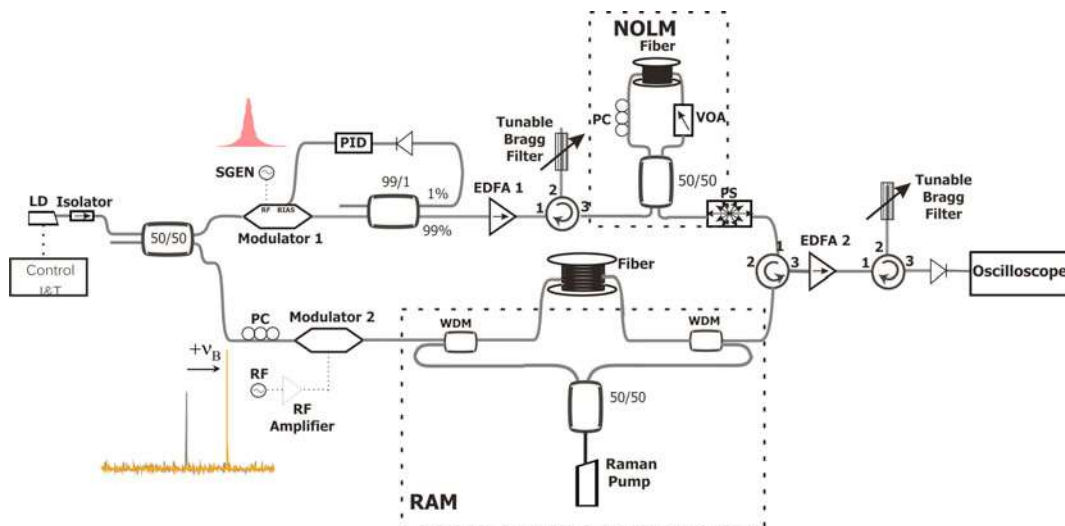 NOLM
Fiber
PC
VOA
50/50
Tunable
Bragg
Filter
PID
SGEN
99/1
1%
99%
EDFA 1
1
2
3
PS
Tunable
Bragg
Filter
LD
Isolator
RF
BIAS
Modulator 1
50/50
Control
I&T
1
2
3
EDFA 2
1
2
3
Oscilloscope
Fiber
PC
Modulator 2
WDM
WDM
+νB
RF
RF
Amplifier
50/50
Raman
Pump
RAM